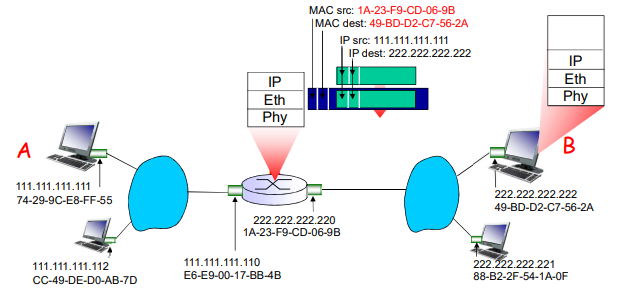 MAC src: 1A-23-F9-CD-06-9B
MAC dest: 49-BD-D2-C7-56-2A
IP src: 111.111.111.111
IP dest: 222.222.222.222
IP
Eth
Phy
IP
Eth
Phy
A
B
111.111.111.111
74-29-9C-E8-FF-55
222.222.222.222
49-BD-D2-C7-56-2A
222.222.222.220
1A-23-F9-CD-06-9B
111.111.111.112
CC-49-DE-D0-AB-7D
111.111.111.110
E6-E9-00-17-BB-4B
222.222.222.221
88-B2-2F-54-1A-0F